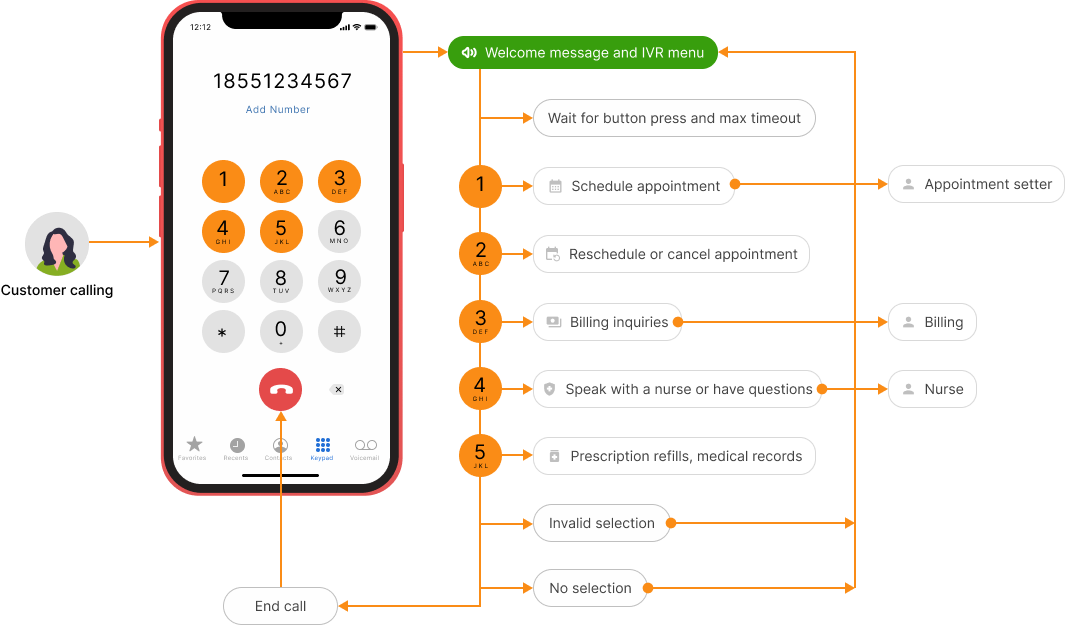 12:12
18551234567
Add Number
1
2
ABC
3
DEF
4
GHI
5
JKL
6
MNO
7
PQRS
8
TUV
9
WXYZ
*
0
+
#
Favorites
Recents
Contacts
Keypad
Voicemail
Customer calling
End call
Welcome message and IVR menu
Wait for button press and max timeout
1
Schedule appointment
Appointment setter
2
ABC
Reschedule or cancel appointment
3
DEF
Billing inquiries
Billing
4
GHI
Speak with a nurse or have questions
Nurse
5
JKL
Prescription refills, medical records
Invalid selection
No selection